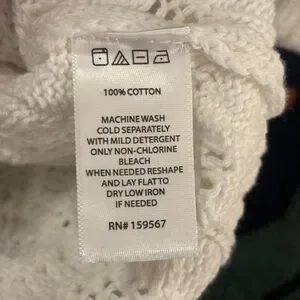 100% COTTON
MACHINE WASH
COLD SEPARATELY
WITH MILD DETERGENT
ONLY NON-CHLORINE
BLEACH
WHEN NEEDED RESHAPE
AND LAY FLAT TO
DRY LOW IRON
IF NEEDED
RN# 159567